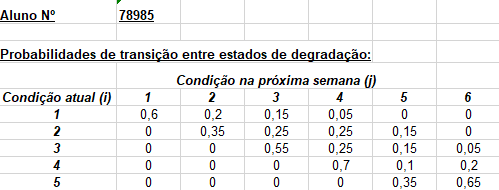 Aluno Nº 78985
Probabilidades de transição entre estados de degradação:
Condição na próxima semana (j)
Condição atual (i) 1 2 3 4 5 6
1 0,6 0,2 0,15 0,05 0 0
2 0 0,35 0,25 0,25 0,15 0
3 0 0 0,55 0,25 0,15 0,05
4 0 0 0 0,7 0,1 0,2
5 0 0 0 0 0,35 0,65